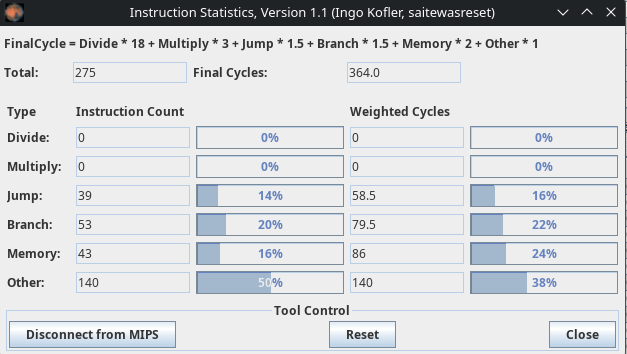 Instruction Statistics, Version 1.1 (Ingo Kofler, saitewasreset)
FinalCycle = Divide * 18 + Multiply * 3 + Jump * 1.5 + Branch * 1.5 + Memory * 2 + Other * 1
Total: 275 Final Cycles: 364.0
Type Instruction Count Weighted Cycles
Divide: 0 0% 0 0%
Multiply: 0 0% 0 0%
Jump: 39 14% 58.5 16%
Branch: 53 20% 79.5 22%
Memory: 43 16% 86 24%
Other: 140 50% 140 38%
Tool Control
Disconnect from MIPS Reset Close